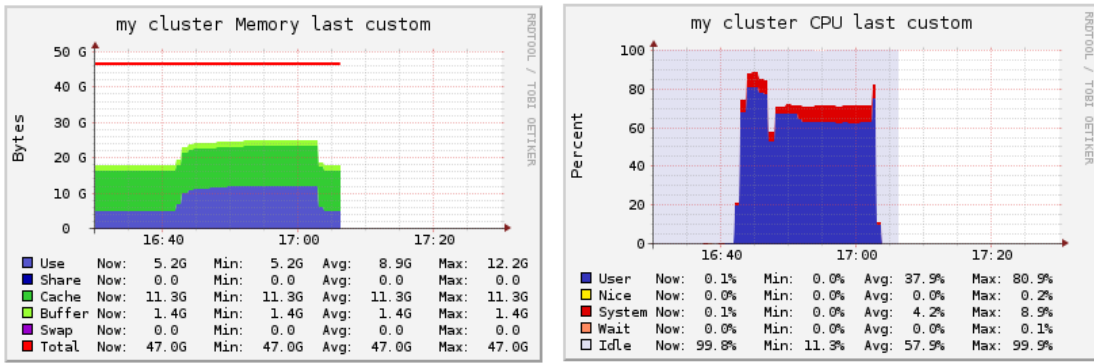 my cluster Memory last custom
RRDTOOL / TOBI OETIKER
Bytes
50 G
40 G
30 G
20 G
10 G
0
16:40 17:00 17:20
Use Now: 5.2G Min: 5.2G Avg: 8.9G Max: 12.2G
Share Now: 0.0 Min: 0.0 Avg: 0.0 Max: 0.0
Cache Now: 11.3G Min: 11.3G Avg: 11.3G Max: 11.3G
Buffer Now: 1.4G Min: 1.4G Avg: 1.4G Max: 1.4G
Swap Now: 0.0 Min: 0.0 Avg: 0.0 Max: 0.0
Total Now: 47.0G Min: 47.0G Avg: 47.0G Max: 47.0G
my cluster CPU last custom
RRDTOOL / TOBI OETIKER
Percent
100
80
60
40
20
0
16:40 17:00 17:20
User Now: 0.1% Min: 0.0% Avg: 37.9% Max: 80.9%
Nice Now: 0.0% Min: 0.0% Avg: 0.0% Max: 0.2%
System Now: 0.1% Min: 0.0% Avg: 4.2% Max: 8.9%
Wait Now: 0.0% Min: 0.0% Avg: 0.0% Max: 0.1%
Idle Now: 99.8% Min: 11.3% Avg: 57.9% Max: 99.9%